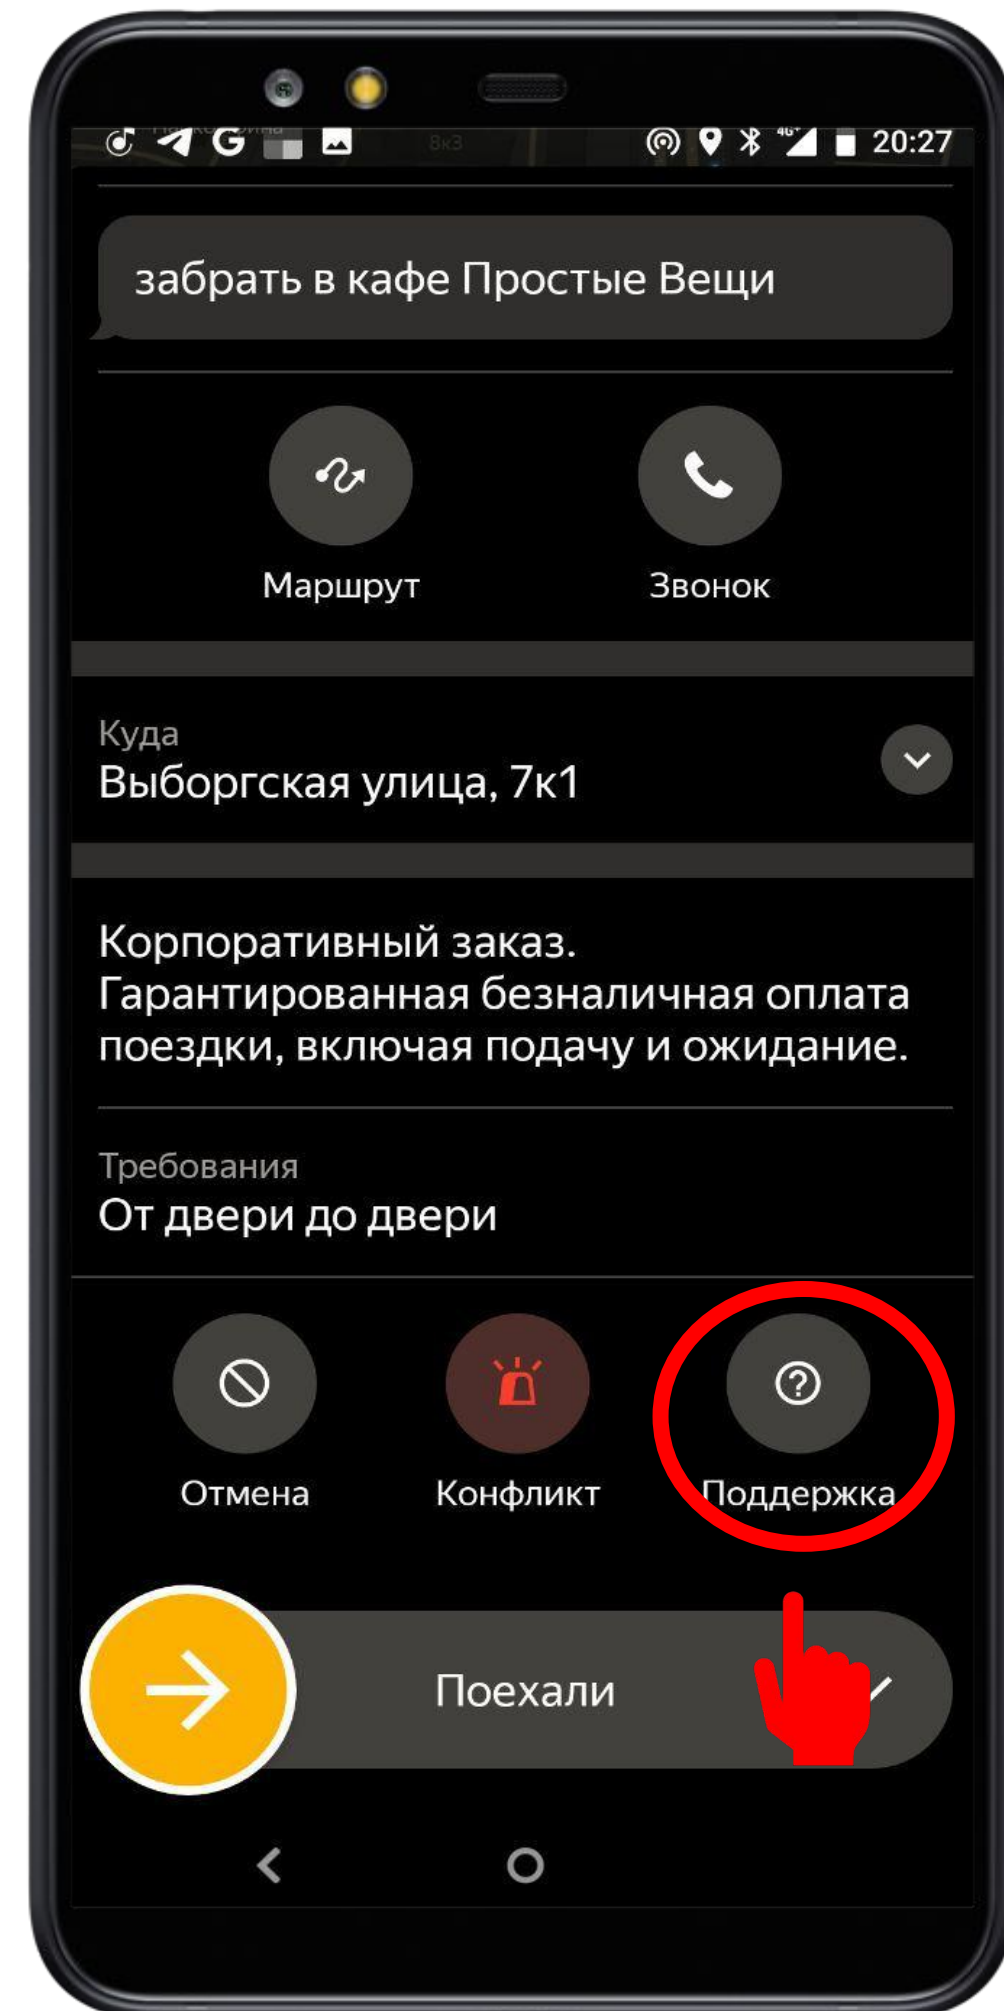 20:27
забрать в кафе Простые Вещи
Маршрут
Звонок
Куда
Выборгская улица, 7к1
Корпоративный заказ.
Гарантированная безналичная оплата
поездки, включая подачу и ожидание.
Требования
От двери до двери
Отмена
Конфликт
Поддержка
Поехали